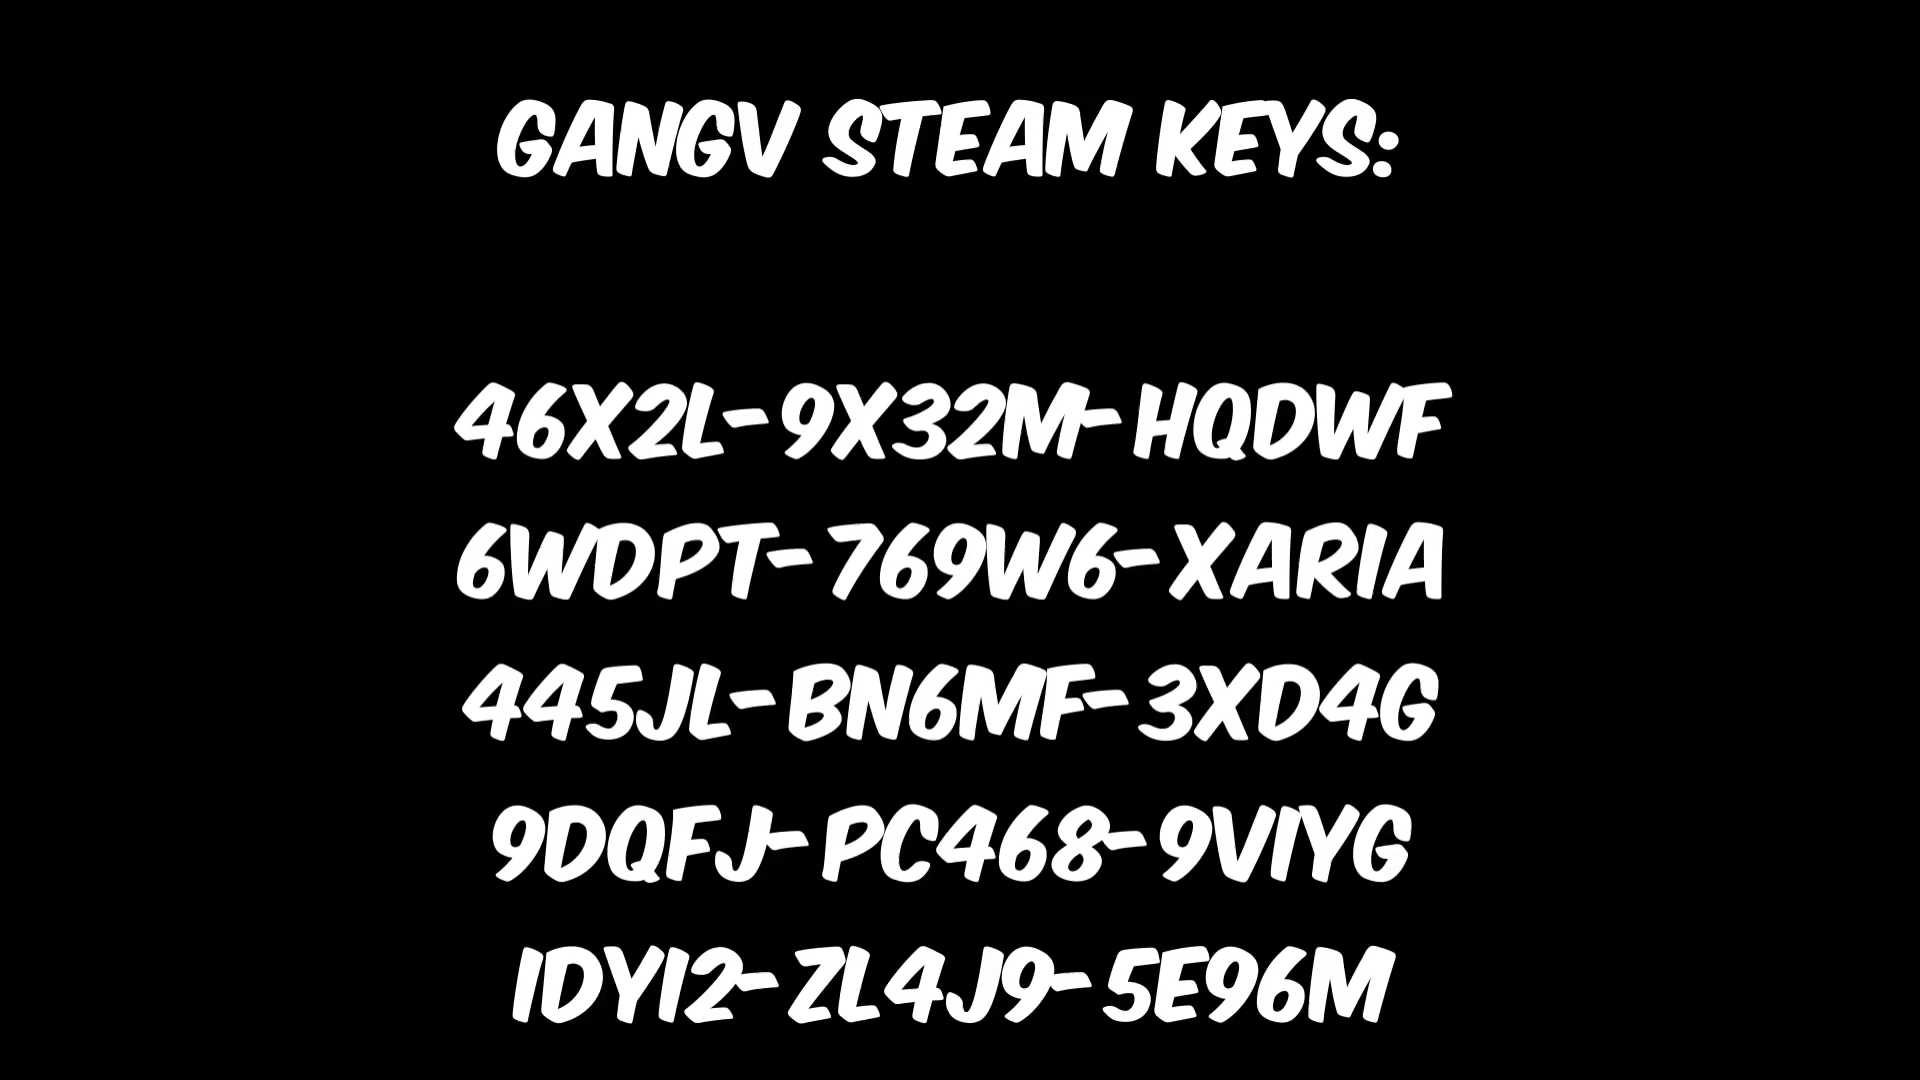 GANGV STEAM KEYS:
46X2L-9X32M-HQDWF
6WDPT-769W6-XARIA
445JL-BN6MF-3XD4G
9DQFJ-PC468-9VIYG
IDYI2-ZL4J9-5E96M